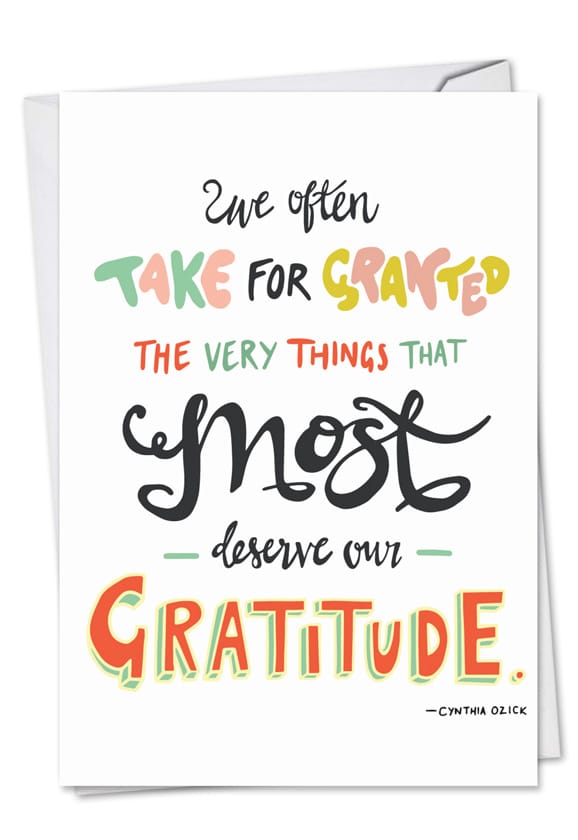 we often
TAKE FOR GRANTED
THE VERY THINGS THAT
most
deserve our
GRATITUDE.
—CYNTHIA OZICK